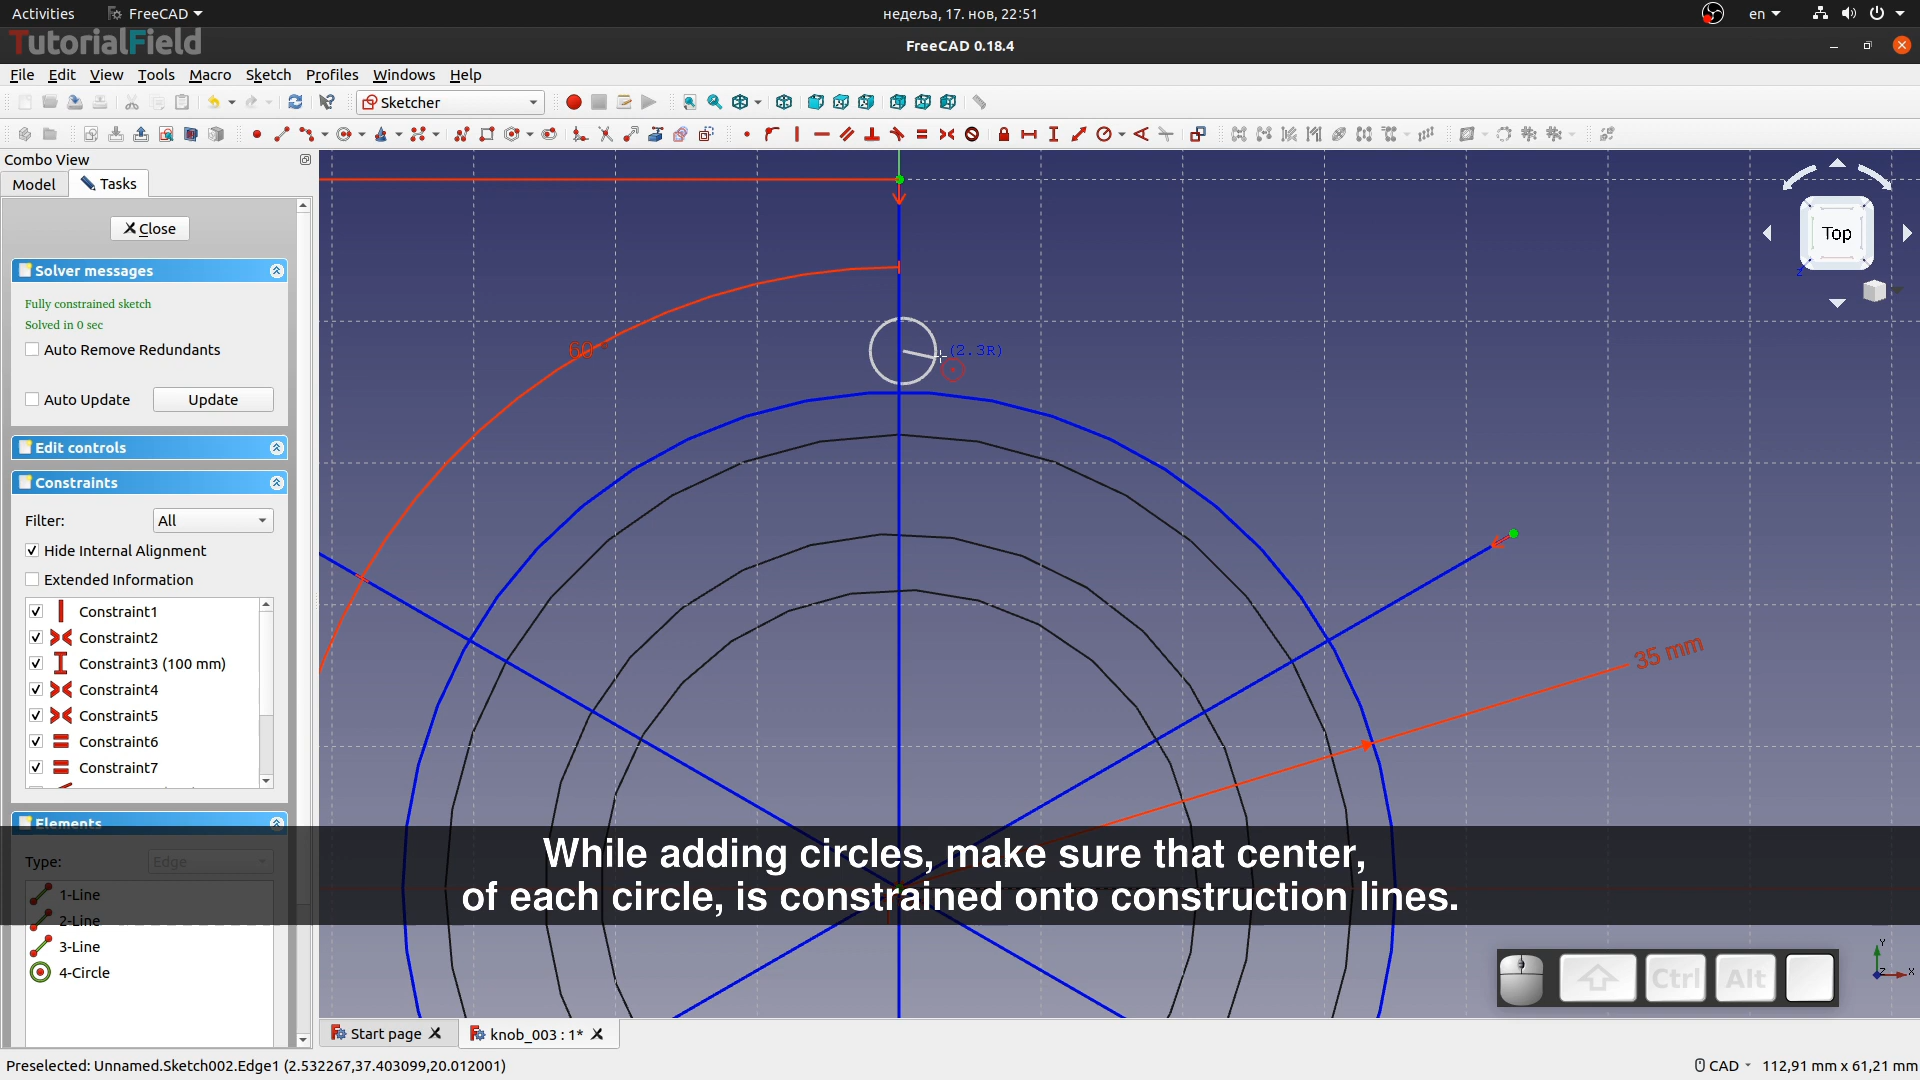 Activities
FreeCAD
недеља, 17. нов, 22:51
en
TutorialField
FreeCAD 0.18.4
File Edit View Tools Macro Sketch Profiles Windows Help
Sketcher
Combo View
Model
Tasks
Close
Solver messages
Fully constrained sketch
Solved in 0 sec
Auto Remove Redundants
Auto Update
Update
Edit controls
Constraints
Filter:
All
Hide Internal Alignment
Extended Information
Constraint1
Constraint2
Constraint3 (100 mm)
Constraint4
Constraint5
Constraint6
Constraint7
Elements
Type:
Edge
1-Line
2-Line
3-Line
4-Circle
60 °
(2.3R)
35 mm
Top
Z
While adding circles, make sure that center,
of each circle, is constrained onto construction lines.
Ctrl
Alt
Y
Z
X
Start page
knob_003 : 1*
Preselected: Unnamed.Sketch002.Edge1 (2.532267,37.403099,20.012001)
CAD
112,91 mm x 61,21 mm